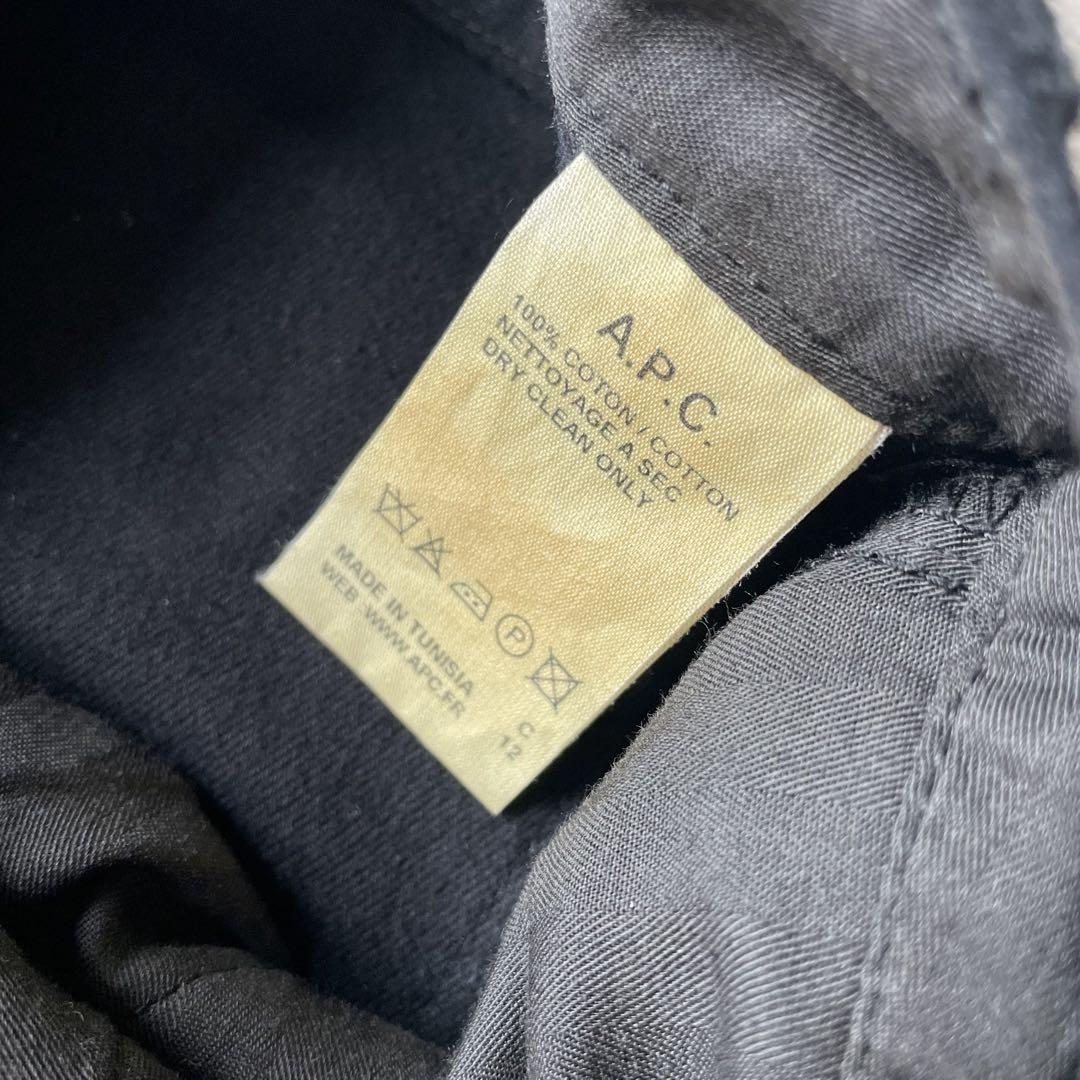 A.P.C.
100% COTON / COTTON
NETTOYAGE A SEC
DRY CLEAN ONLY
P
MADE IN TUNISIA
WEB : WWW.APC.FR
C
12